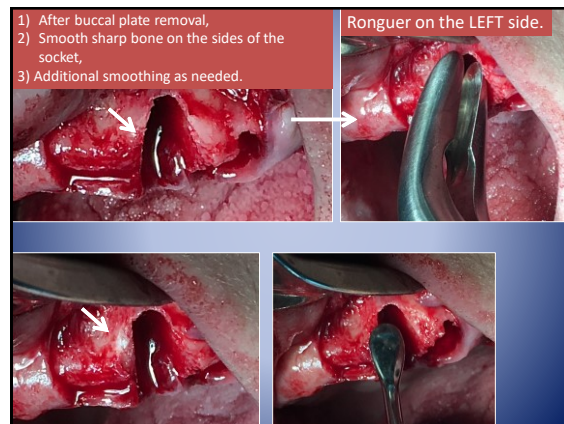 1) After buccal plate removal,
2) Smooth sharp bone on the sides of the
socket,
3) Additional smoothing as needed.
Ronguer on the LEFT side.